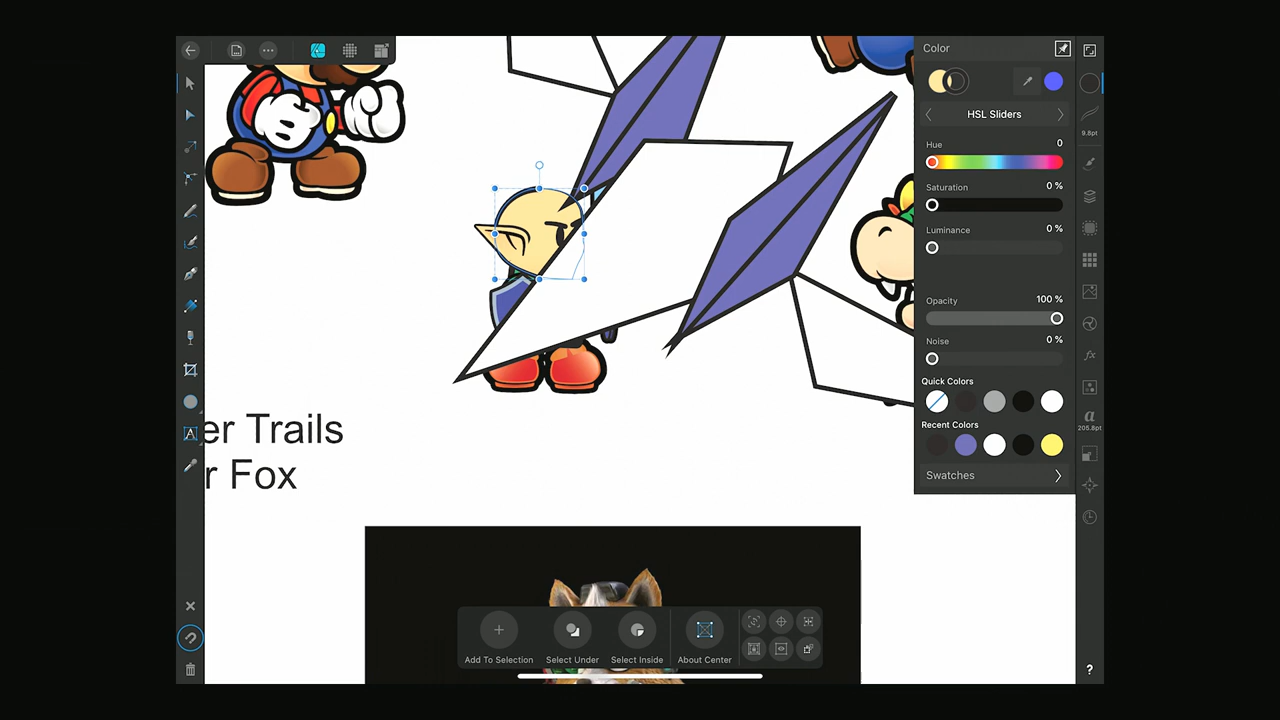 Color
HSL Sliders
9.8pt
Hue 0
Saturation 0 %
Luminance 0 %
Opacity 100 %
Noise 0 %
Quick Colors
Recent Colors
Swatches
fx
a
205.8pt
A
er Trails
r Fox
Add To Selection
Select Under
Select Inside
About Center
?